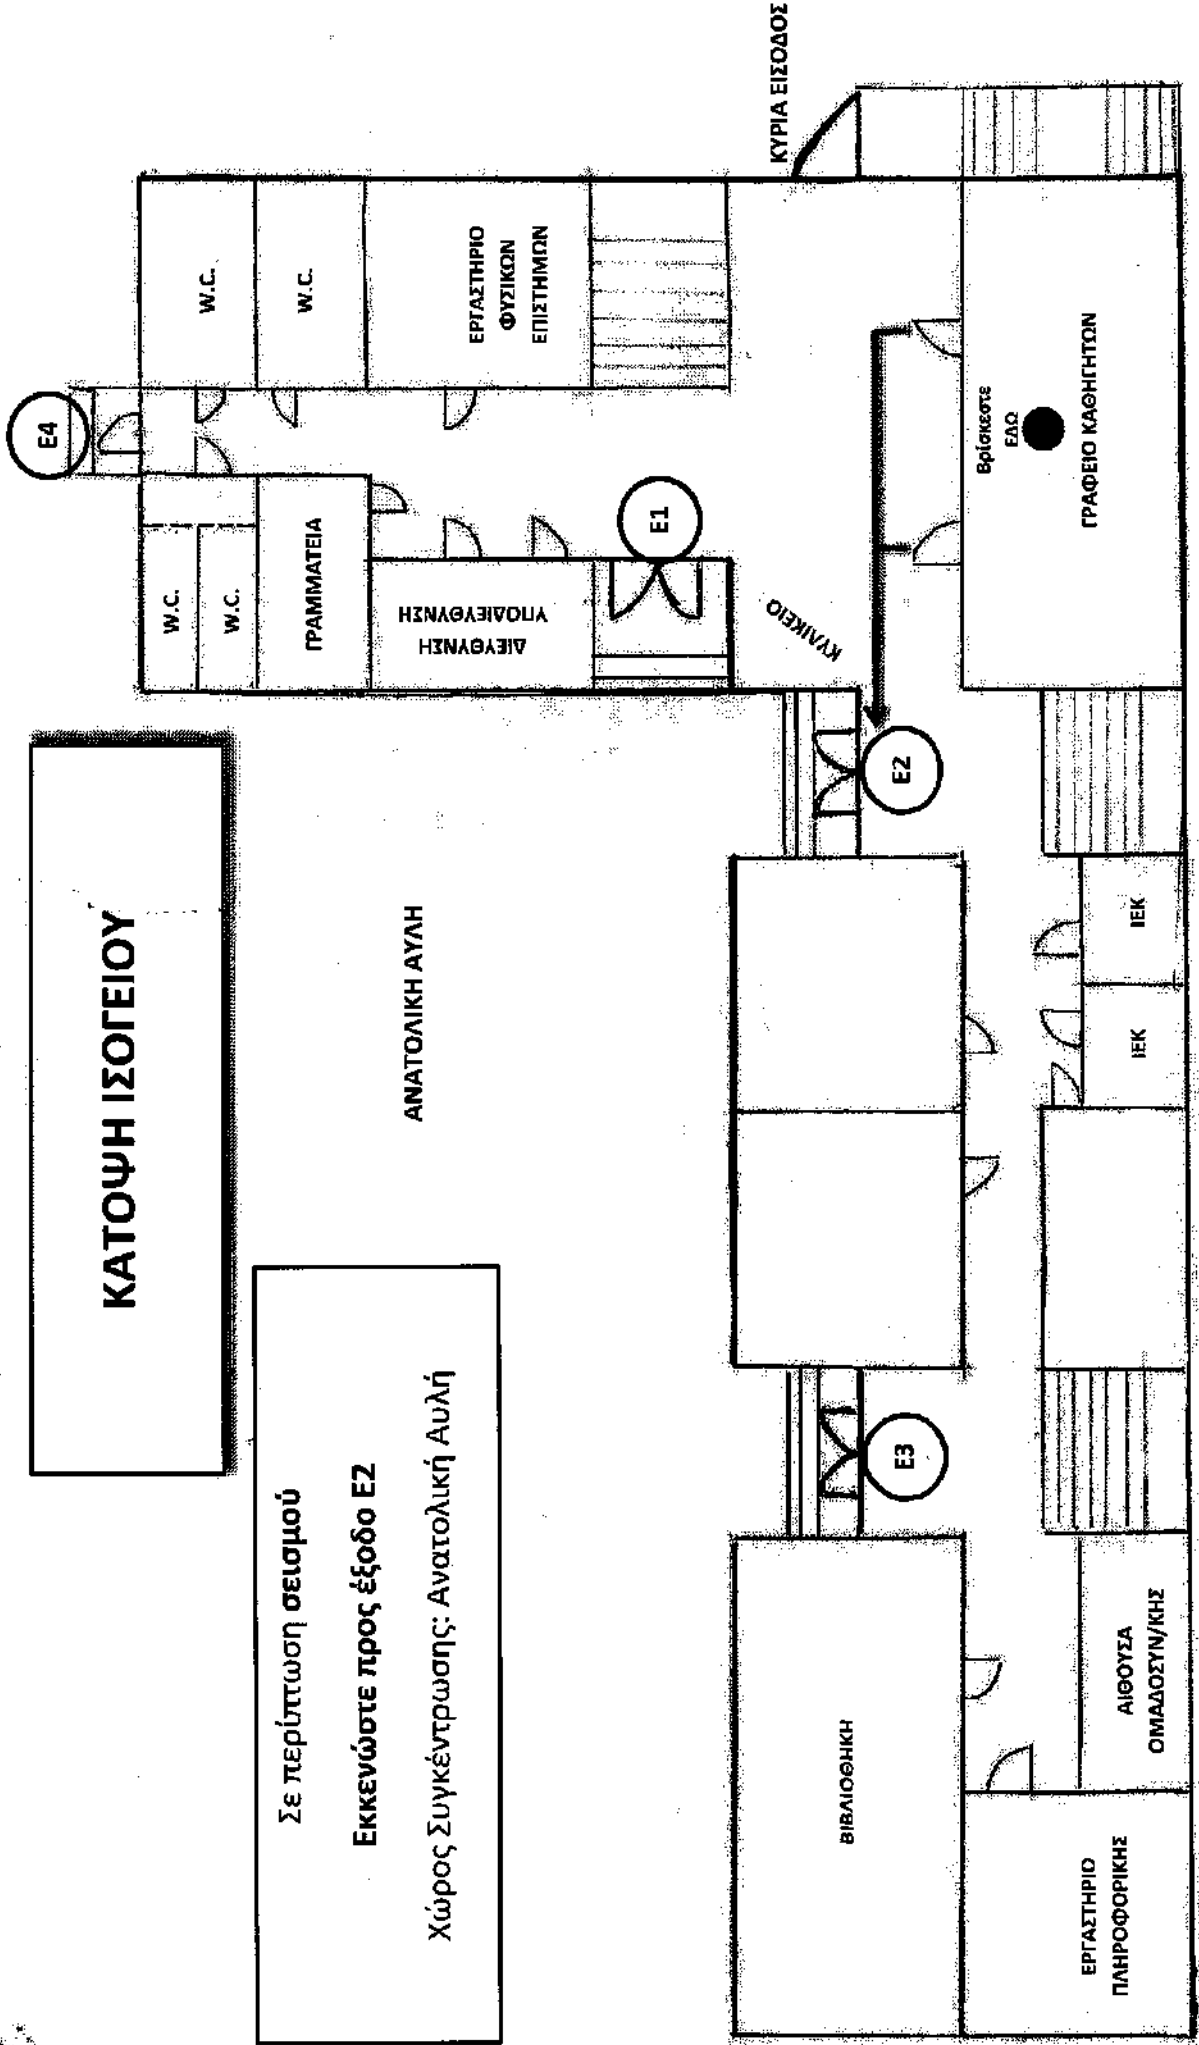 ΚΑΤΟΨΗ ΙΣΟΓΕΙΟΥ
Σε περίπτωση σεισμού
Εκκενώστε προς έξοδο Ε2
Χώρος Συγκέντρωσης: Ανατολική Αυλή
ΑΝΑΤΟΛΙΚΗ ΑΥΛΗ
Ε4
W.C.
W.C.
W.C.
W.C.
ΓΡΑΜΜΑΤΕΙΑ
ΔΙΕΥΘΥΝΣΗ
ΥΠΟΔΙΕΥΘΥΝΣΗ
ΕΡΓΑΣΤΗΡΙΟ
ΦΥΣΙΚΩΝ
ΕΠΙΣΤΗΜΩΝ
Ε1
ΚΥΡΙΑ ΕΙΣΟΔΟΣ
ΚΥΛΙΚΕΙΟ
Ε2
Βρίσκεστε
ΕΔΩ
ΓΡΑΦΕΙΟ ΚΑΘΗΓΗΤΩΝ
ΙΕΚ
ΙΕΚ
Ε3
ΒΙΒΛΙΟΘΗΚΗ
ΑΙΘΟΥΣΑ
ΟΜΑΔΟΣΥΝ/ΚΗΣ
ΕΡΓΑΣΤΗΡΙΟ
ΠΛΗΡΟΦΟΡΙΚΗΣ